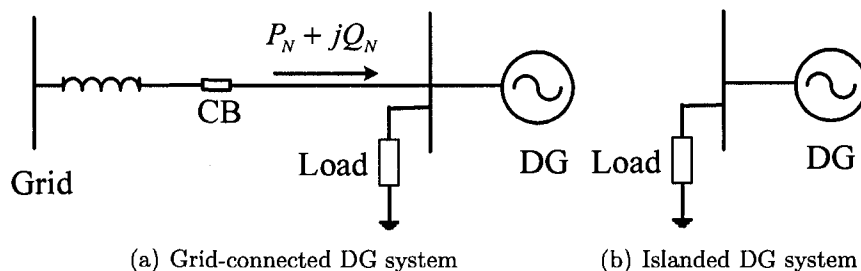 P_N + jQ_N
CB
Grid
Load
DG
Load
DG
(a) Grid-connected DG system
(b) Islanded DG system